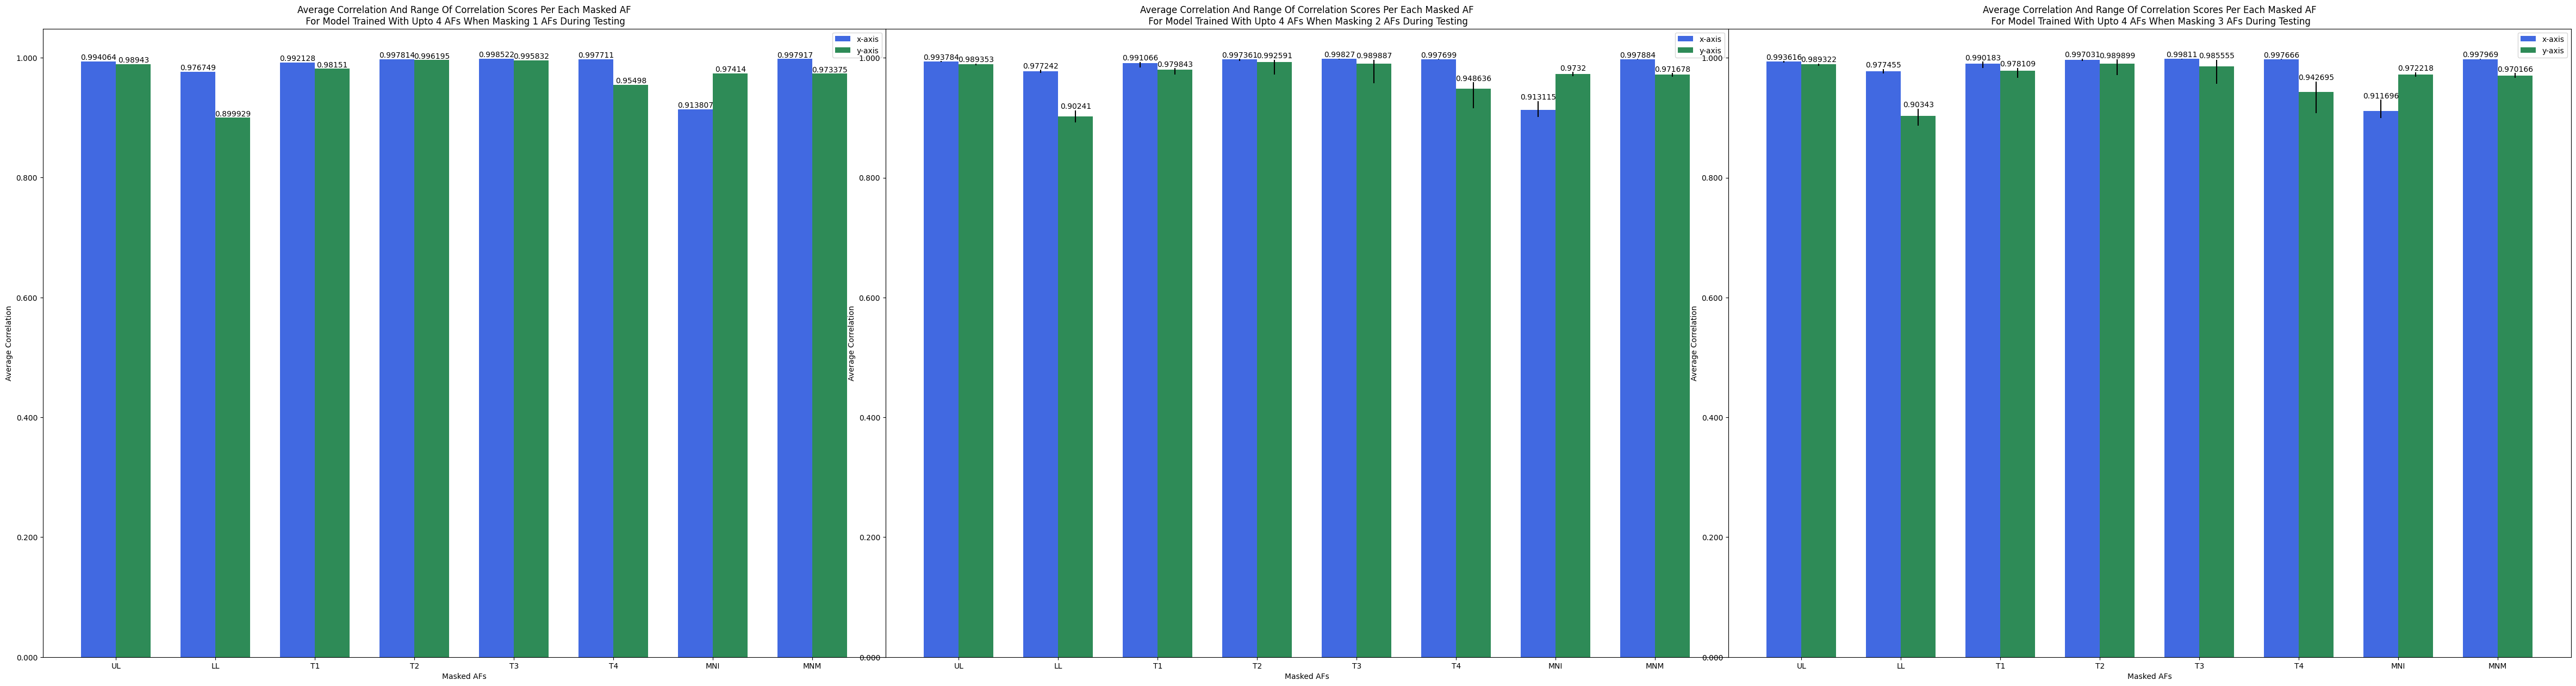 Average Correlation And Range Of Correlation Scores Per Each Masked AF
For Model Trained With Upto 4 AFs When Masking 1 AFs During Testing
x-axis
y-axis
1.000
0.800
0.600
0.400
0.200
0.000
Average Correlation
0.994064
0.98943
0.976749
0.899929
0.992128
0.98151
0.997814
0.996195
0.998522
0.995832
0.997711
0.95498
0.913807
0.97414
0.997917
0.973375
UL
LL
T1
T2
T3
T4
MNI
MNM
Masked AFs
Average Correlation And Range Of Correlation Scores Per Each Masked AF
For Model Trained With Upto 4 AFs When Masking 2 AFs During Testing
x-axis
y-axis
1.000
0.800
0.600
0.400
0.200
0.000
Average Correlation
0.993784
0.989353
0.977242
0.90241
0.991066
0.979843
0.997361
0.992591
0.99827
0.989887
0.997699
0.948636
0.913115
0.9732
0.997884
0.971678
UL
LL
T1
T2
T3
T4
MNI
MNM
Masked AFs
Average Correlation And Range Of Correlation Scores Per Each Masked AF
For Model Trained With Upto 4 AFs When Masking 3 AFs During Testing
x-axis
y-axis
1.000
0.800
0.600
0.400
0.200
0.000
Average Correlation
0.993616
0.989322
0.977455
0.90343
0.990183
0.978109
0.997031
0.989899
0.99811
0.985555
0.997666
0.942695
0.911696
0.972218
0.997969
0.970166
UL
LL
T1
T2
T3
T4
MNI
MNM
Masked AFs